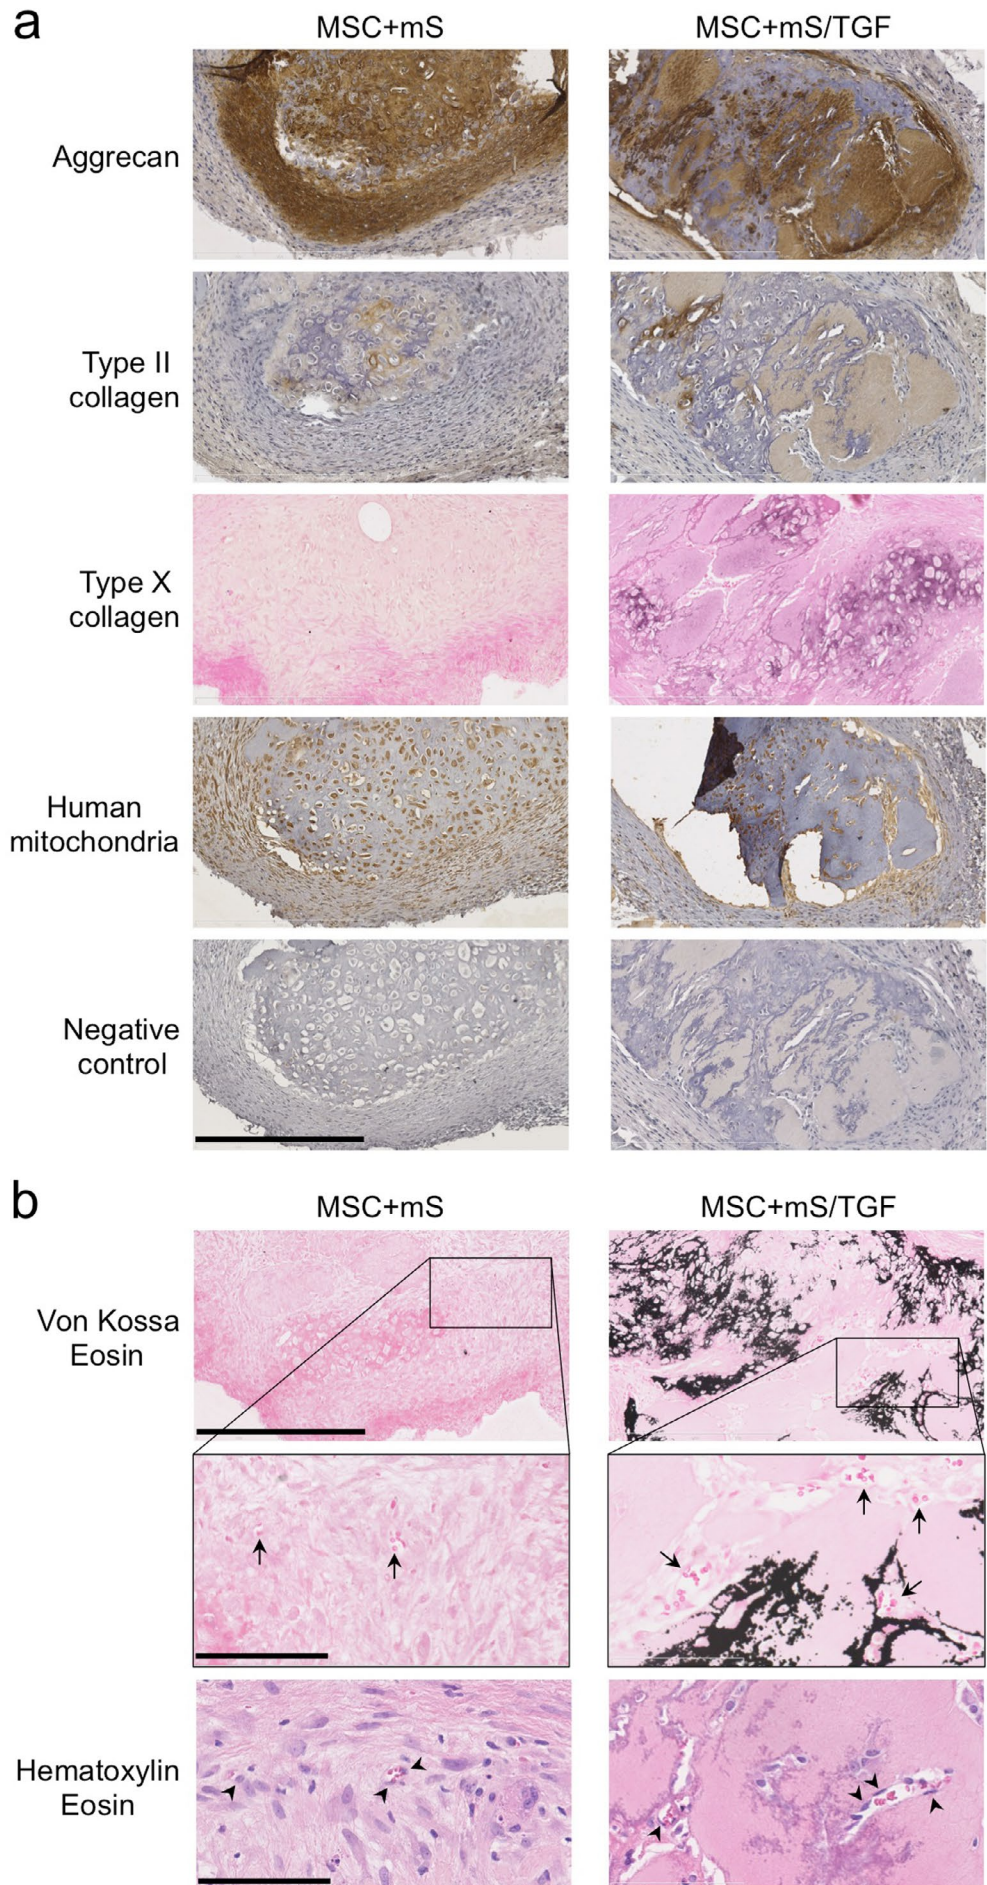 a
MSC+mS
MSC+mS/TGF
Aggrecan
Type II
collagen
Type X
collagen
Human
mitochondria
Negative
control
b
MSC+mS
MSC+mS/TGF
Von Kossa
Eosin
Hematoxylin
Eosin